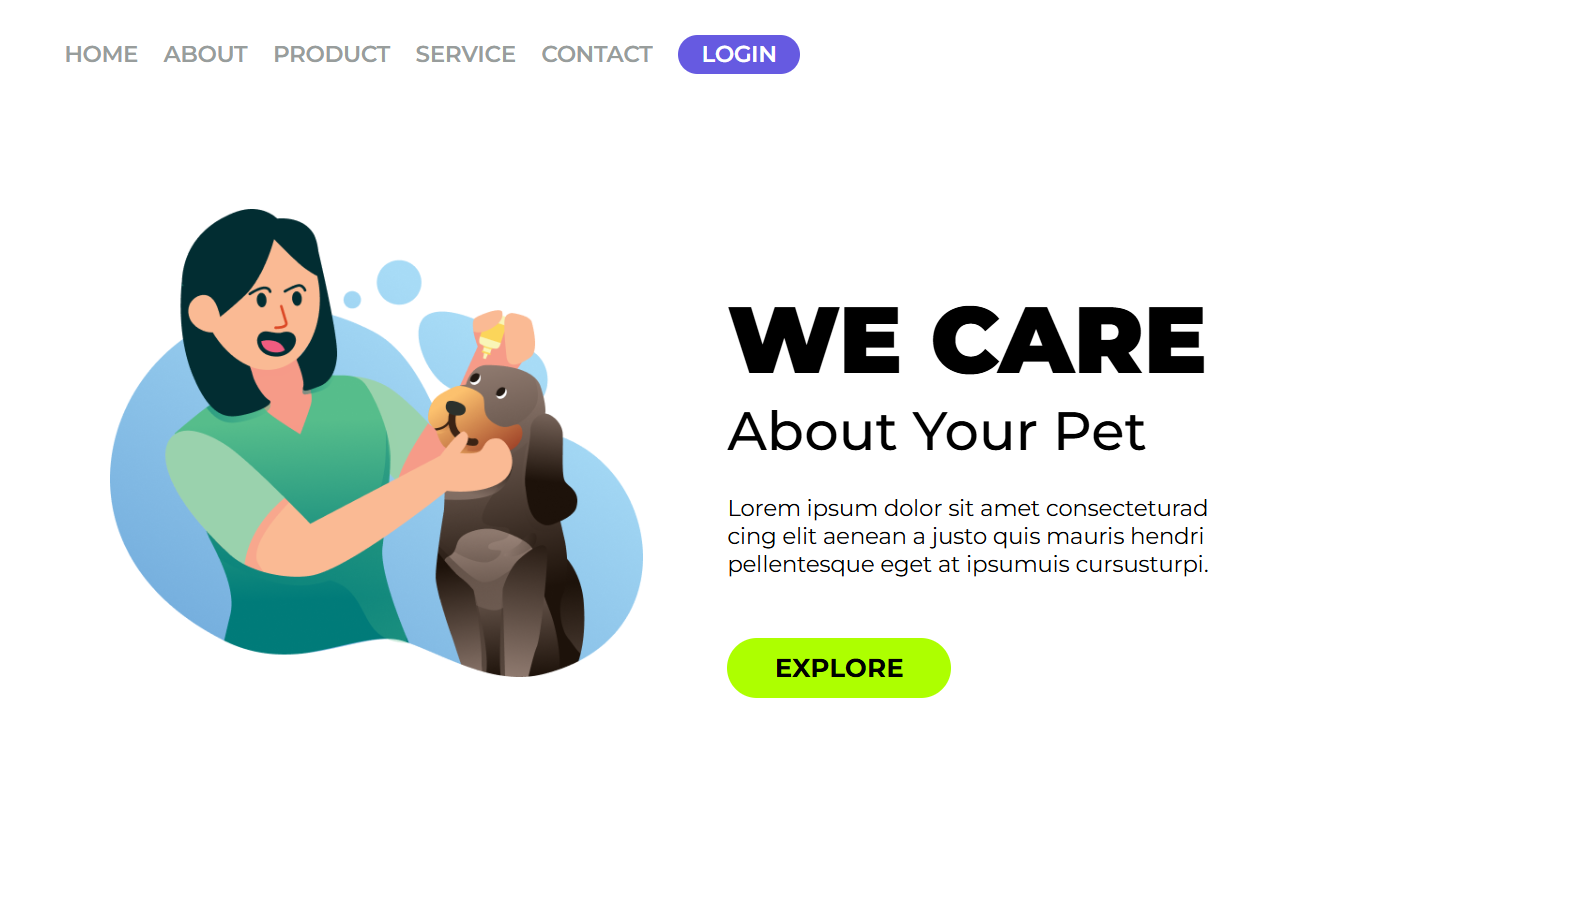 HOME ABOUT PRODUCT SERVICE CONTACT LOGIN
WE CARE
About Your Pet
Lorem ipsum dolor sit amet consecteturad
cing elit aenean a justo quis mauris hendri
pellentesque eget at ipsumuis cursusturpi.
EXPLORE